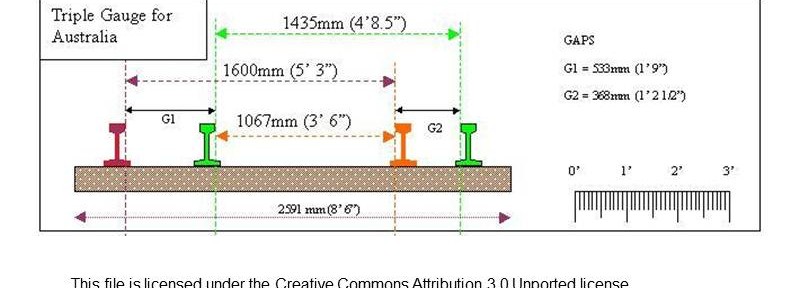 Triple Gauge for
Australia
1435mm (4'8.5")
1600mm (5' 3")
G1
1067mm (3' 6")
G2
2591 mm (8' 6")
GAPS
G1 = 533mm (1' 9")
G2 = 368mm (1' 2 1/2")
0' 1' 2' 3'
This file is licensed under the Creative Commons Attribution 3.0 Unported license